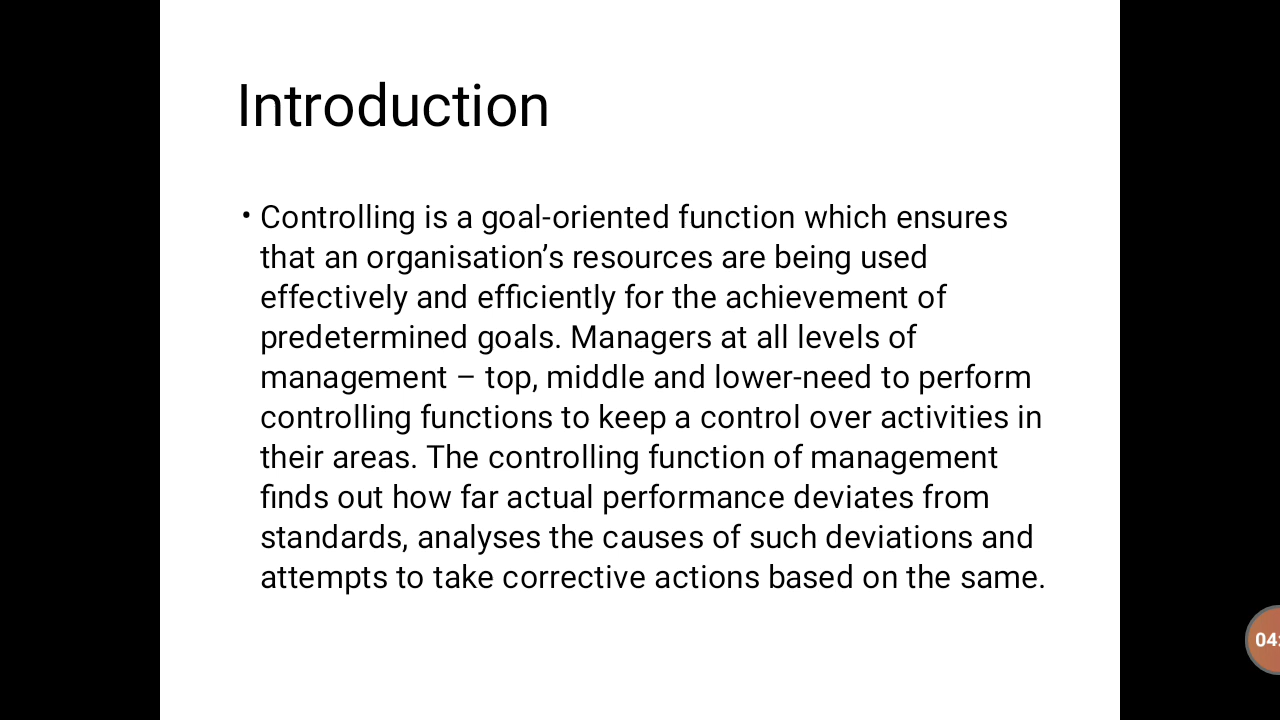 Introduction
• Controlling is a goal-oriented function which ensures
that an organisation’s resources are being used
effectively and efficiently for the achievement of
predetermined goals. Managers at all levels of
management – top, middle and lower-need to perform
controlling functions to keep a control over activities in
their areas. The controlling function of management
finds out how far actual performance deviates from
standards, analyses the causes of such deviations and
attempts to take corrective actions based on the same.
04: